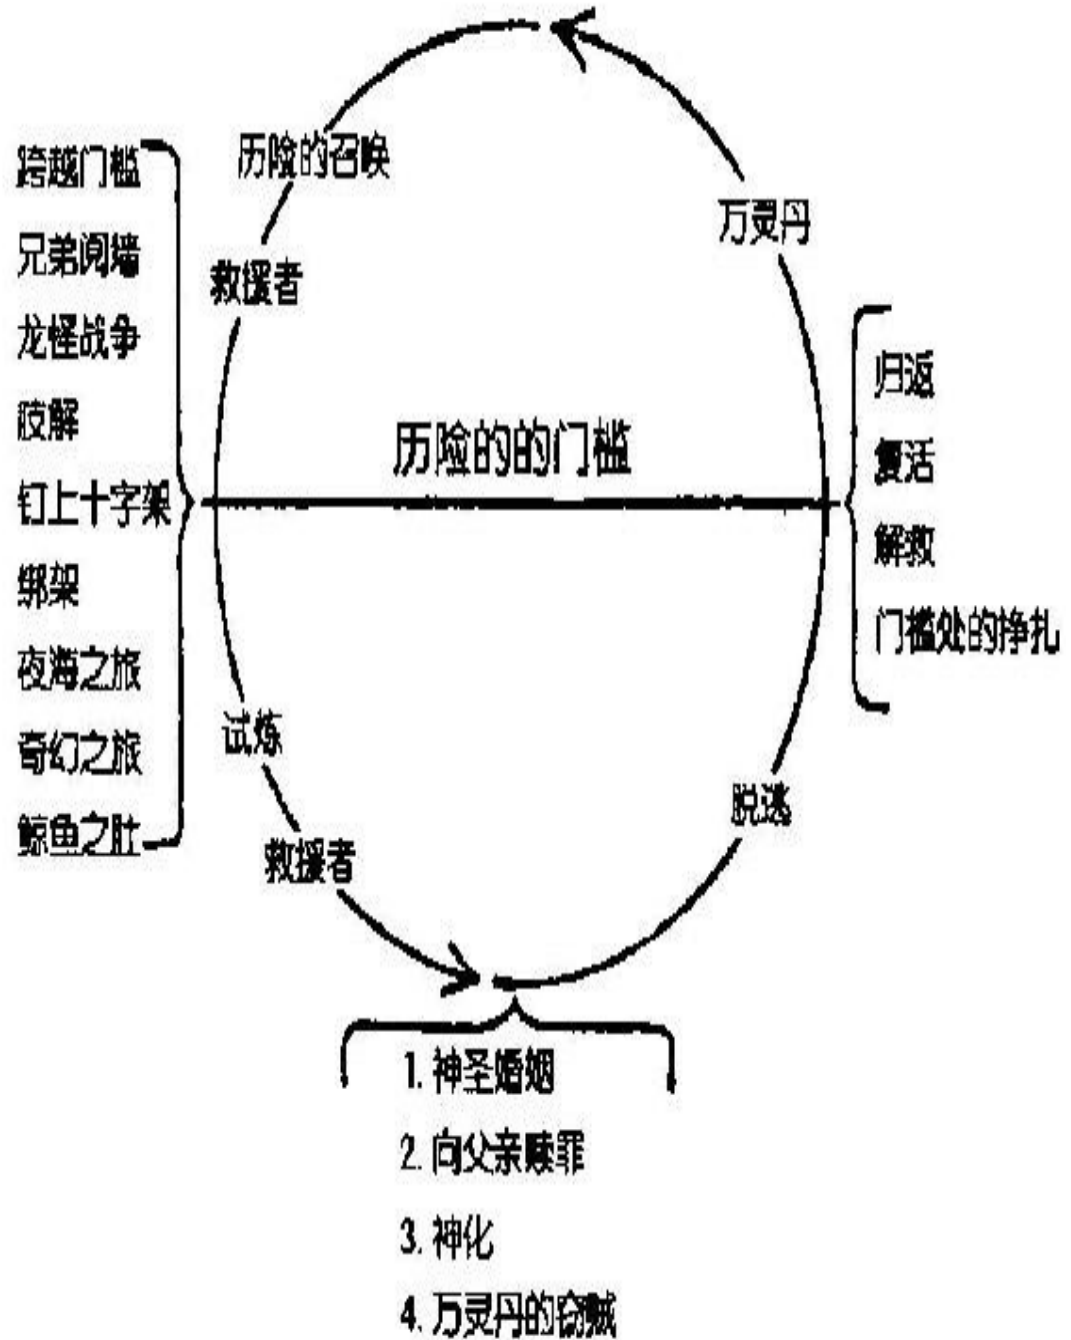 历险的召唤
救援者
跨越门槛
兄弟阋墙
龙怪战争
肢解
钉上十字架
绑架
夜海之旅
奇幻之旅
鲸鱼之肚
历险的的门槛
试炼
救援者
1. 神圣婚姻
2. 向父亲赎罪
3. 神化
4. 万灵丹的窃贼
脱逃
归返
复活
解救
门槛处的挣扎
万灵丹